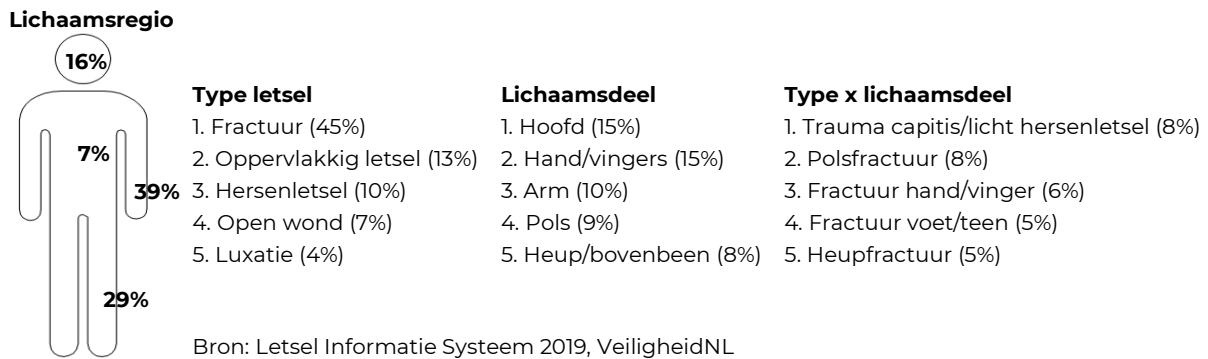 Lichaamsregio
16%
7%
39%
29%
Type letsel
1. Fractuur (45%)
2. Oppervlakkig letsel (13%)
3. Hersenletsel (10%)
4. Open wond (7%)
5. Luxatie (4%)
Lichaamsdeel
1. Hoofd (15%)
2. Hand/vingers (15%)
3. Arm (10%)
4. Pols (9%)
5. Heup/bovenbeen (8%)
Type x lichaamsdeel
1. Trauma capitis/licht hersenletsel (8%)
2. Polsfractuur (8%)
3. Fractuur hand/vinger (6%)
4. Fractuur voet/teen (5%)
5. Heupfractuur (5%)
Bron: Letsel Informatie Systeem 2019, VeiligheidNL